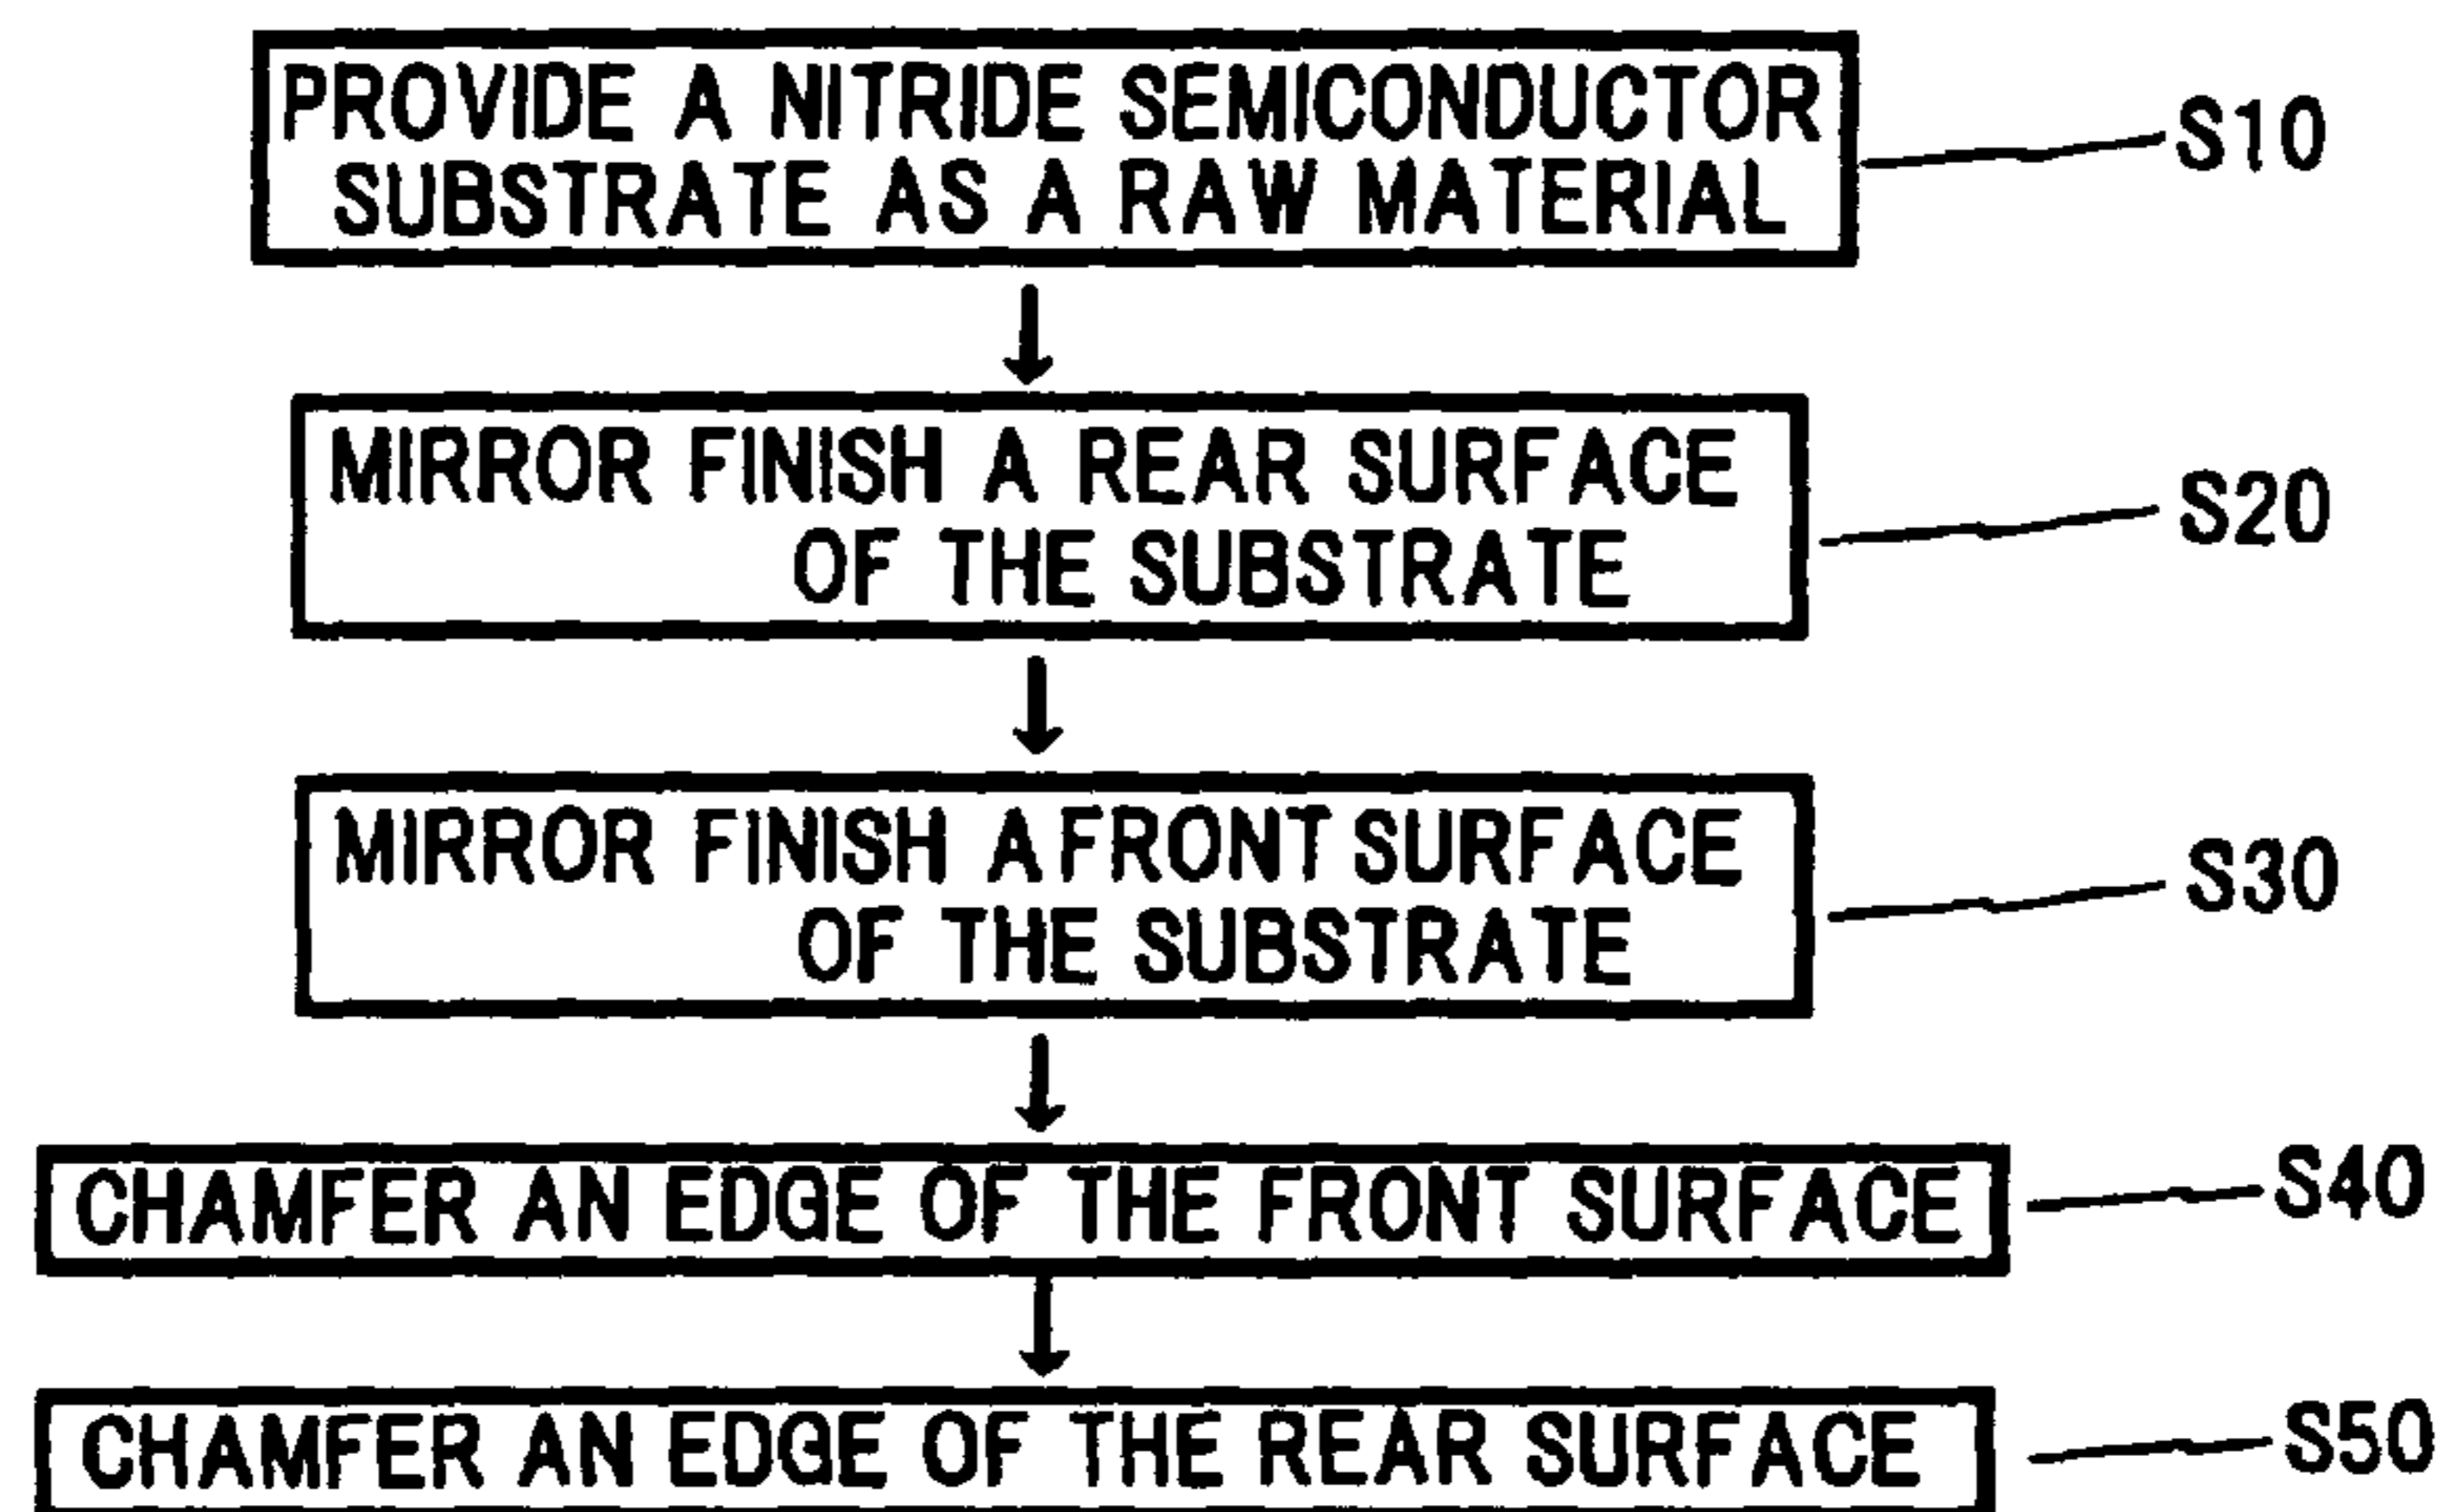 PROVIDE A NITRIDE SEMICONDUCTOR
SUBSTRATE AS A RAW MATERIAL
S10
MIRROR FINISH A REAR SURFACE
OF THE SUBSTRATE
S20
MIRROR FINISH A FRONT SURFACE
OF THE SUBSTRATE
S30
CHAMFER AN EDGE OF THE FRONT SURFACE
S40
CHAMFER AN EDGE OF THE REAR SURFACE
S50